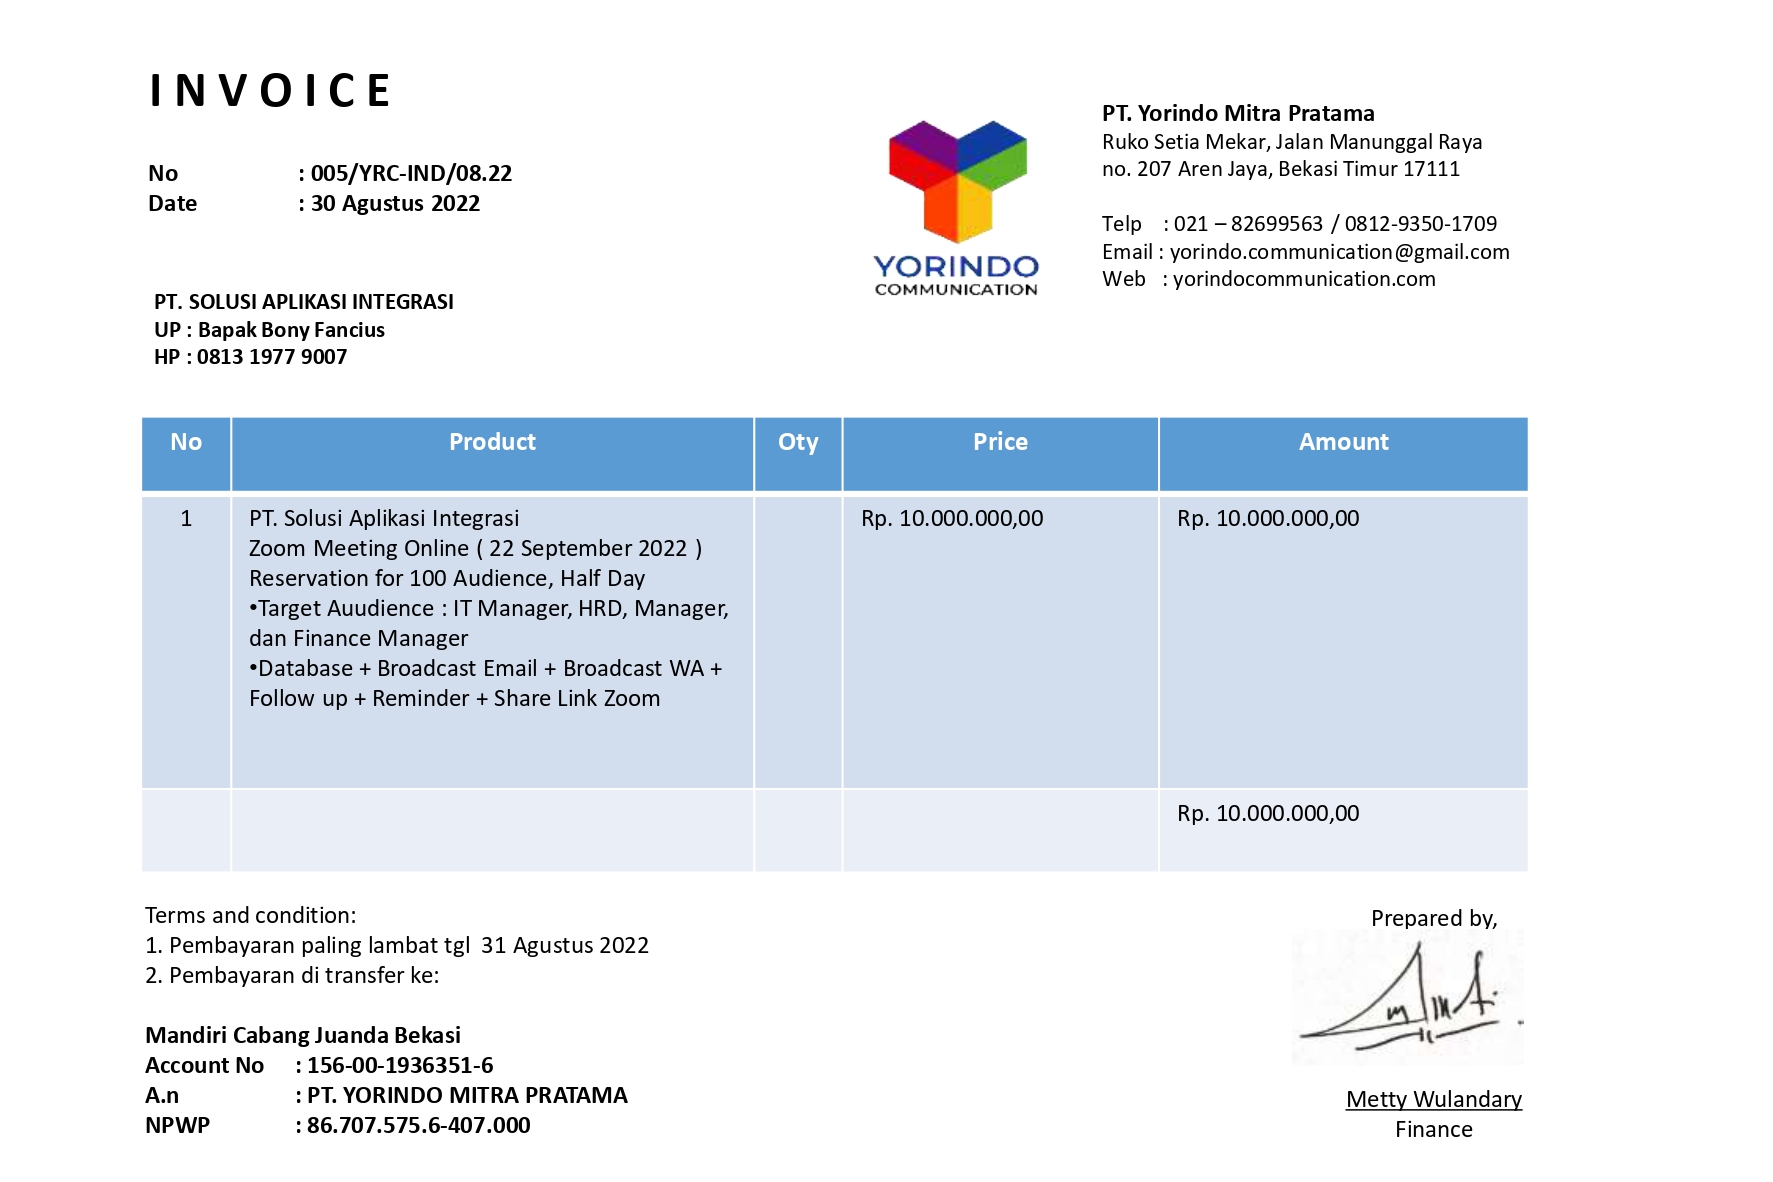 INVOICE
No : 005/YRC-IND/08.22
Date : 30 Agustus 2022
PT. SOLUSI APLIKASI INTEGRASI
UP : Bapak Bony Fancius
HP : 0813 1977 9007
YORINDO
COMMUNICATION
PT. Yorindo Mitra Pratama
Ruko Setia Mekar, Jalan Manunggal Raya
no. 207 Aren Jaya, Bekasi Timur 17111
Telp : 021 – 82699563 / 0812-9350-1709
Email : yorindo.communication@gmail.com
Web : yorindocommunication.com
No Product Oty Price Amount
1 PT. Solusi Aplikasi Integrasi Rp. 10.000.000,00 Rp. 10.000.000,00
Zoom Meeting Online ( 22 September 2022 )
Reservation for 100 Audience, Half Day
•Target Auudience : IT Manager, HRD, Manager,
dan Finance Manager
•Database + Broadcast Email + Broadcast WA +
Follow up + Reminder + Share Link Zoom
Rp. 10.000.000,00
Terms and condition:
1. Pembayaran paling lambat tgl 31 Agustus 2022
2. Pembayaran di transfer ke:
Mandiri Cabang Juanda Bekasi
Account No : 156-00-1936351-6
A.n : PT. YORINDO MITRA PRATAMA
NPWP : 86.707.575.6-407.000
Prepared by,
Metty Wulandary
Finance